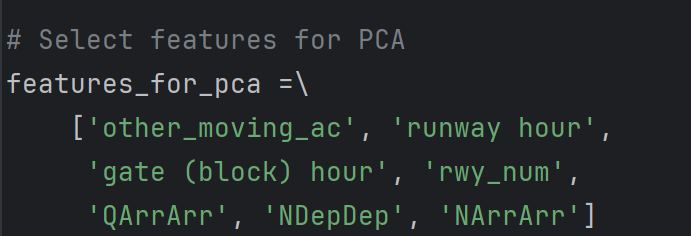 # Select features for PCA
features_for_pca =\
['other_moving_ac', 'runway hour',
'gate (block) hour', 'rwy_num',
'QArrArr', 'NDepDep', 'NArrArr']